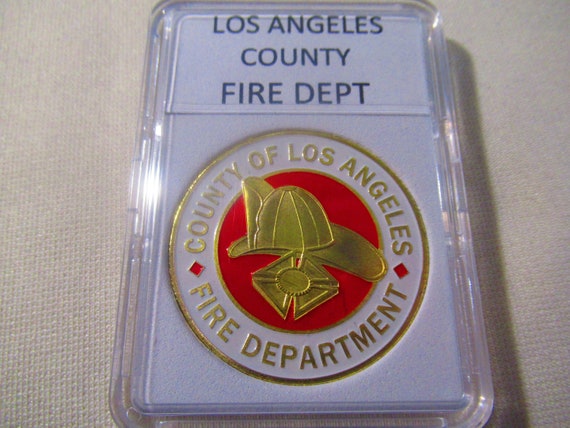 LOS ANGELES
COUNTY
FIRE DEPT
COUNTY OF LOS ANGELES
FIRE DEPARTMENT